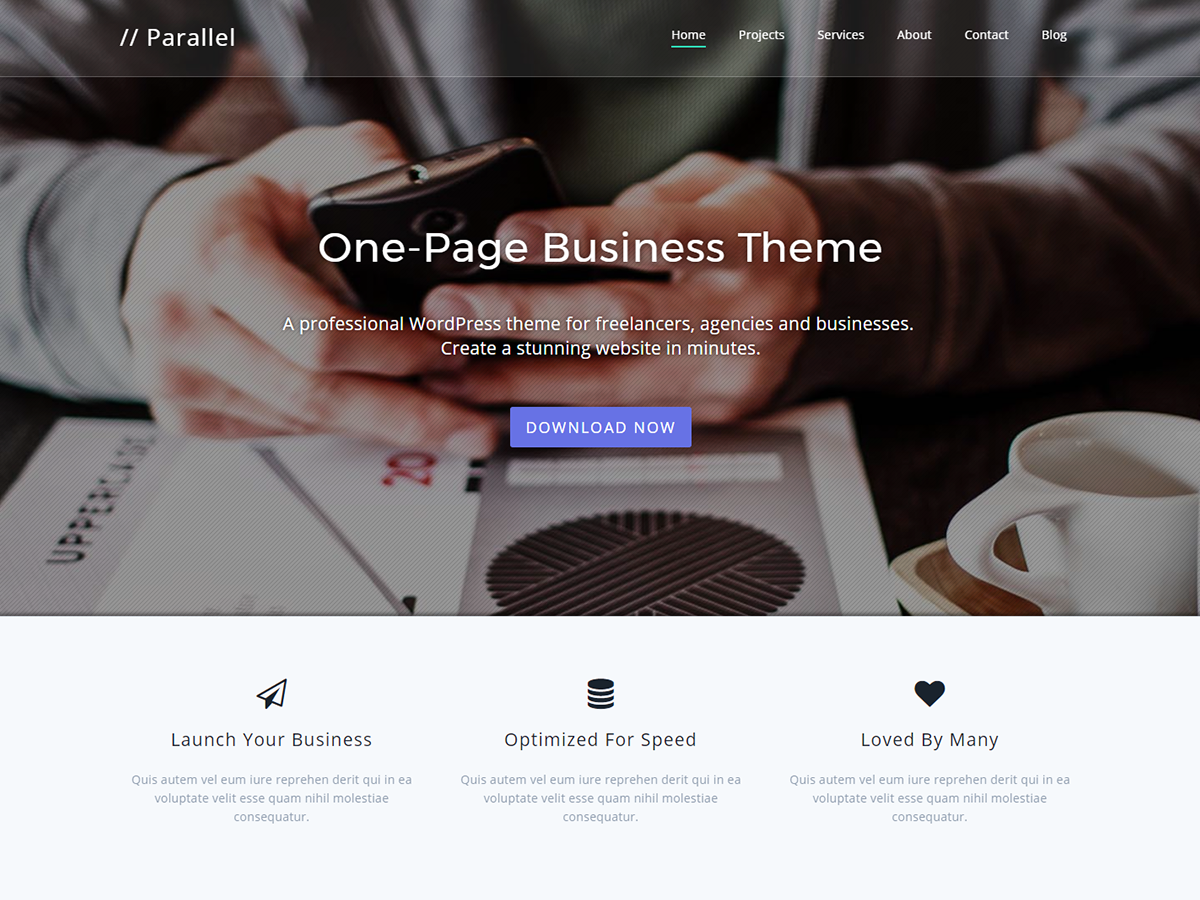 // Parallel
Home Projects Services About Contact Blog
One-Page Business Theme
A professional WordPress theme for freelancers, agencies and businesses.
Create a stunning website in minutes.
DOWNLOAD NOW
UPPERCASE
20
Launch Your Business
Quis autem vel eum iure reprehen derit qui in ea
voluptate velit esse quam nihil molestiae
consequatur.
Optimized For Speed
Quis autem vel eum iure reprehen derit qui in ea
voluptate velit esse quam nihil molestiae
consequatur.
Loved By Many
Quis autem vel eum iure reprehen derit qui in ea
voluptate velit esse quam nihil molestiae
consequatur.